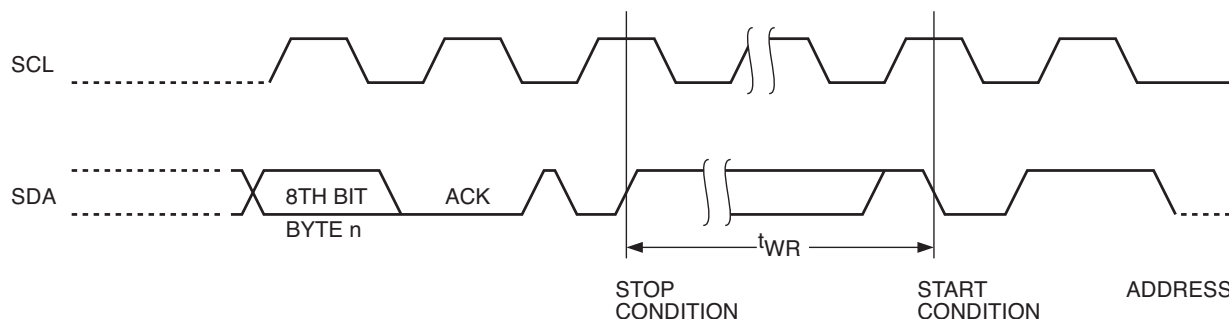 SCL
SDA
8TH BIT
ACK
BYTE n
tWR
STOP
CONDITION
START
CONDITION
ADDRESS